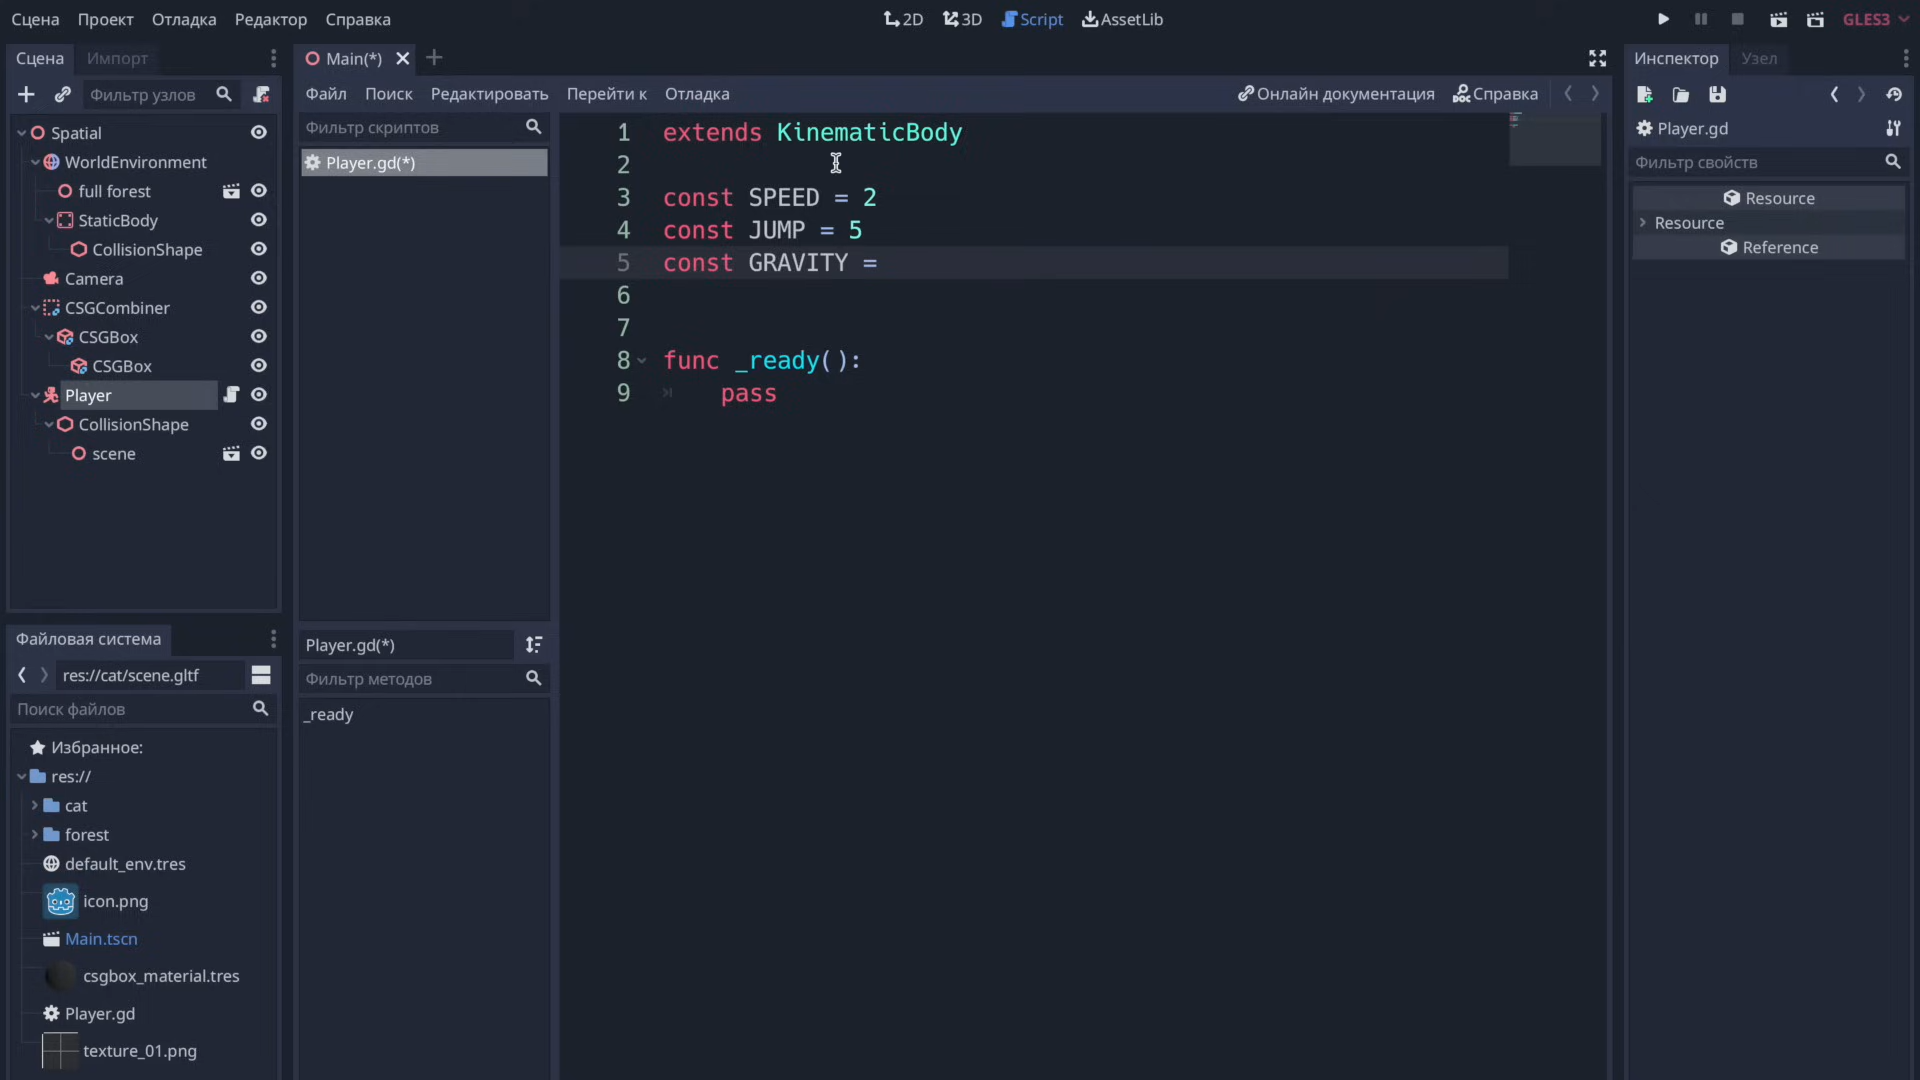 Сцена Проект Отладка Редактор Справка 2D 3D Script AssetLib GLES3
Сцена Импорт
Фильтр узлов
Spatial
WorldEnvironment
full forest
StaticBody
CollisionShape
Camera
CSGCombiner
CSGBox
CSGBox
Player
CollisionShape
scene
Файловая система
res://cat/scene.gltf
Поиск файлов
Избранное:
res://
cat
forest
default_env.tres
icon.png
Main.tscn
csgbox_material.tres
Player.gd
texture_01.png
Main(*)
Файл Поиск Редактировать Перейти к Отладка Онлайн документация Справка
Фильтр скриптов
Player.gd(*)
Player.gd(*)
Фильтр методов
_ready
1 extends KinematicBody
2
3 const SPEED = 2
4 const JUMP = 5
5 const GRAVITY =
6
7
8 func _ready():
9 pass
Инспектор Узел
Player.gd
Фильтр свойств
Resource
Resource
Reference